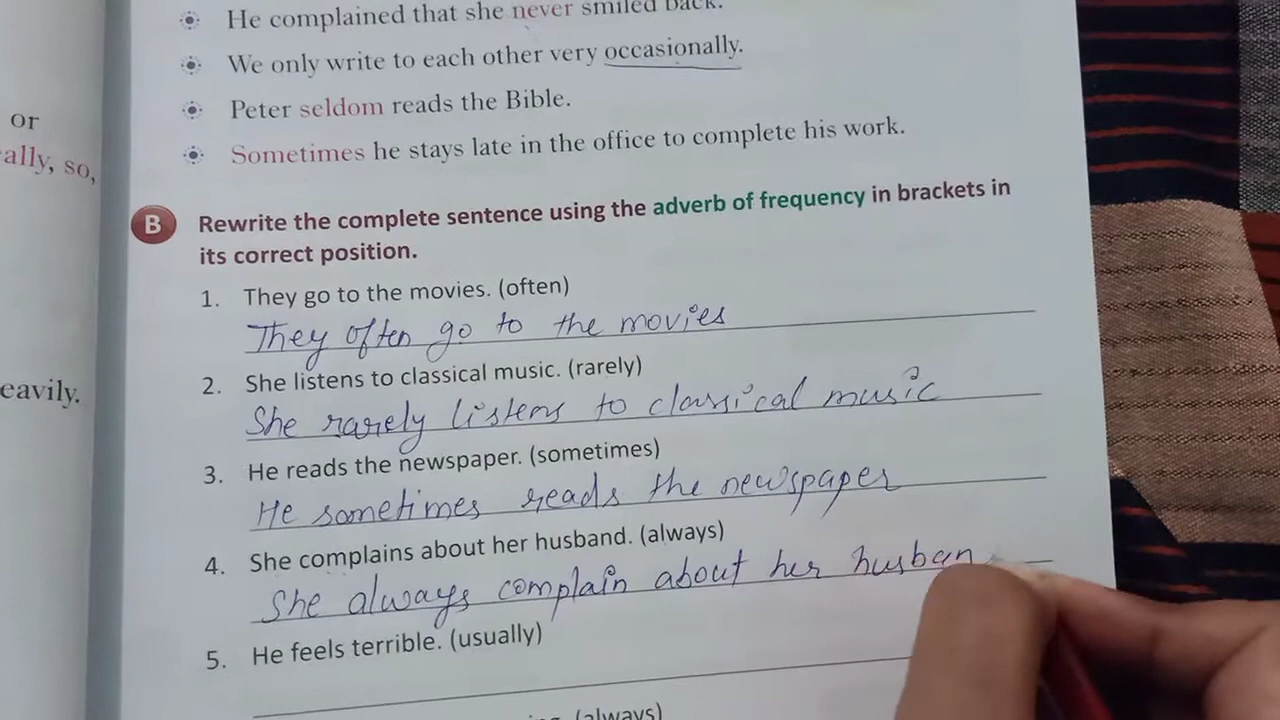 He complained that she never smiled back.
We only write to each other very occasionally.
or
Peter seldom reads the Bible.
ally, so,
Sometimes he stays late in the office to complete his work.
B Rewrite the complete sentence using the adverb of frequency in brackets in
its correct position.
1. They go to the movies. (often)
They often go to the movies
2. She listens to classical music. (rarely)
eavily.
She rarely listens to classical music
3. He reads the newspaper. (sometimes)
He sometimes reads the newspaper
4. She complains about her husband. (always)
She always complain about her husban
5. He feels terrible. (usually)
(always)